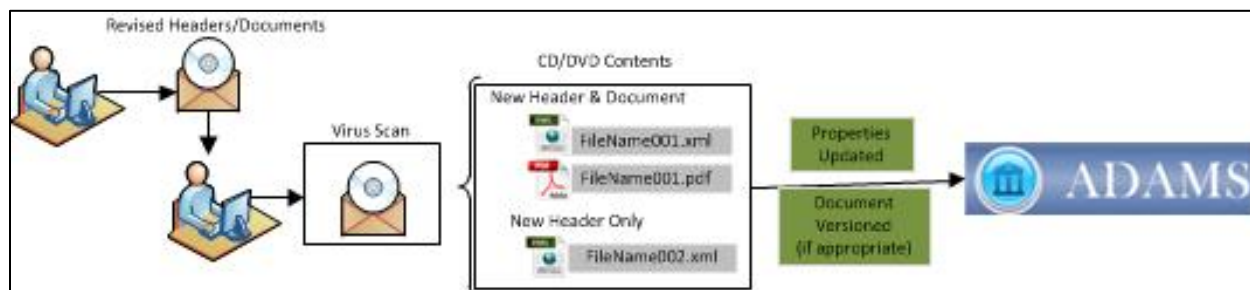 Revised Headers/Documents
CD/DVD Contents
New Header & Document
FileName001.xml
FileName001.pdf
New Header Only
FileName002.xml
Virus Scan
Properties
Updated
Document
Versioned
(if appropriate)
ADAMS